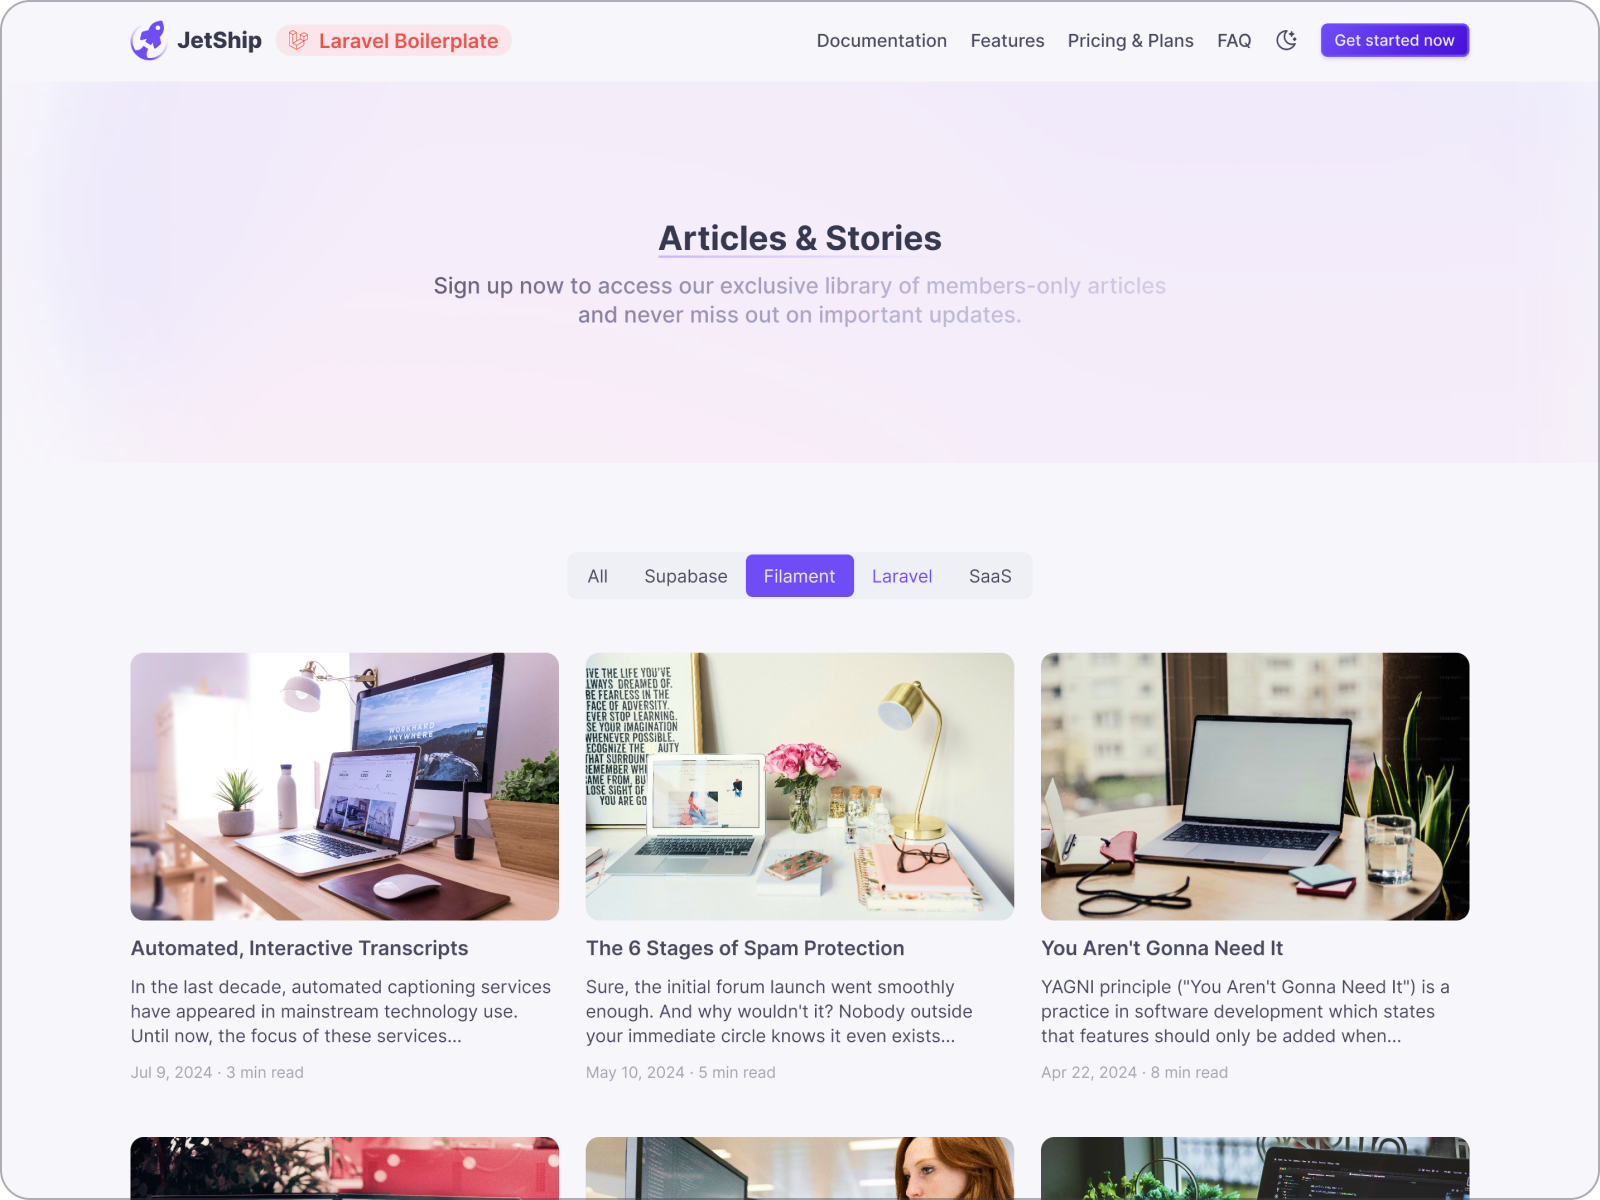 JetShip
Laravel Boilerplate
Documentation
Features
Pricing & Plans
FAQ
Get started now
Articles & Stories
Sign up now to access our exclusive library of members-only articles
and never miss out on important updates.
All
Supabase
Filament
Laravel
SaaS
WORKHARD
ANYWHERE
IVE THE LIFE YOU'VE
LWAYS DREAMED OF.
BE FEARLESS IN THE
FACE OF ADVERSITY.
EVER STOP LEARNING.
SE YOUR IMAGINATION
WHENEVER POSSIBLE.
ECOGNIZE THE AUTY
THAT SURROUN
REMEMBER WH
AME FROM, BU
LOSE SIGHT OF
YOU ARE GO
Automated, Interactive Transcripts
In the last decade, automated captioning services
have appeared in mainstream technology use.
Until now, the focus of these services...
Jul 9, 2024 · 3 min read
The 6 Stages of Spam Protection
Sure, the initial forum launch went smoothly
enough. And why wouldn't it? Nobody outside
your immediate circle knows it even exists...
May 10, 2024 · 5 min read
You Aren't Gonna Need It
YAGNI principle ("You Aren't Gonna Need It") is a
practice in software development which states
that features should only be added when...
Apr 22, 2024 · 8 min read